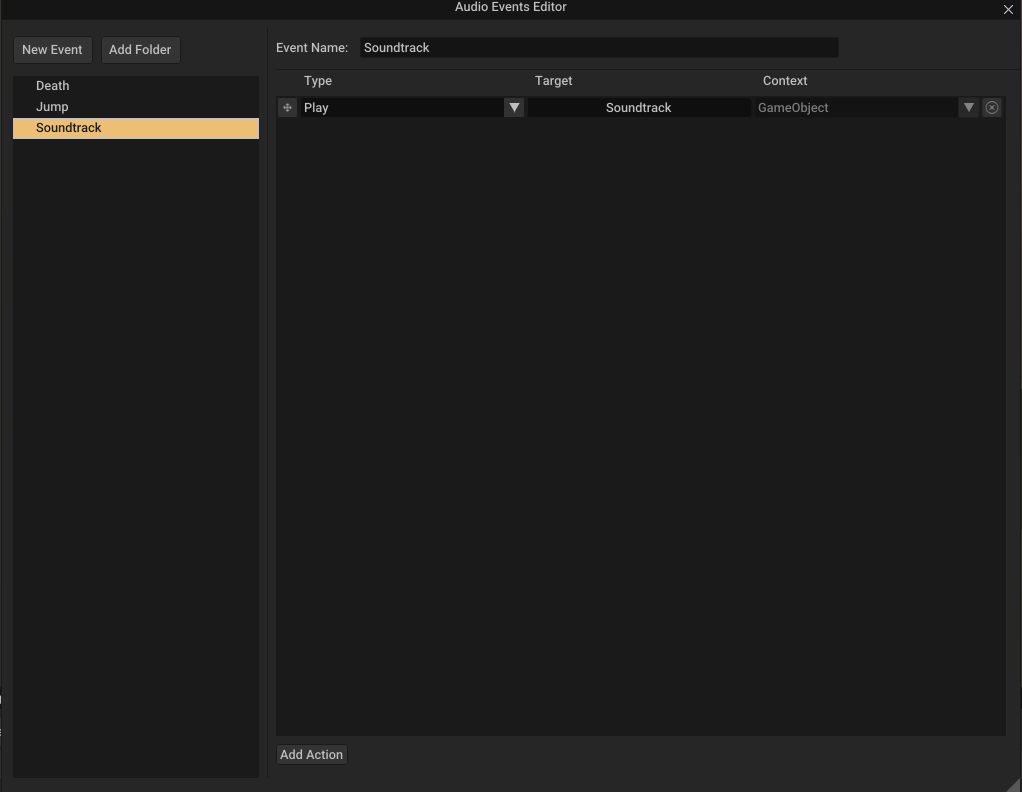 Audio Events Editor
New Event
Add Folder
Event Name:
Soundtrack
Death
Jump
Soundtrack
Type
Target
Context
Play
Soundtrack
GameObject
Add Action